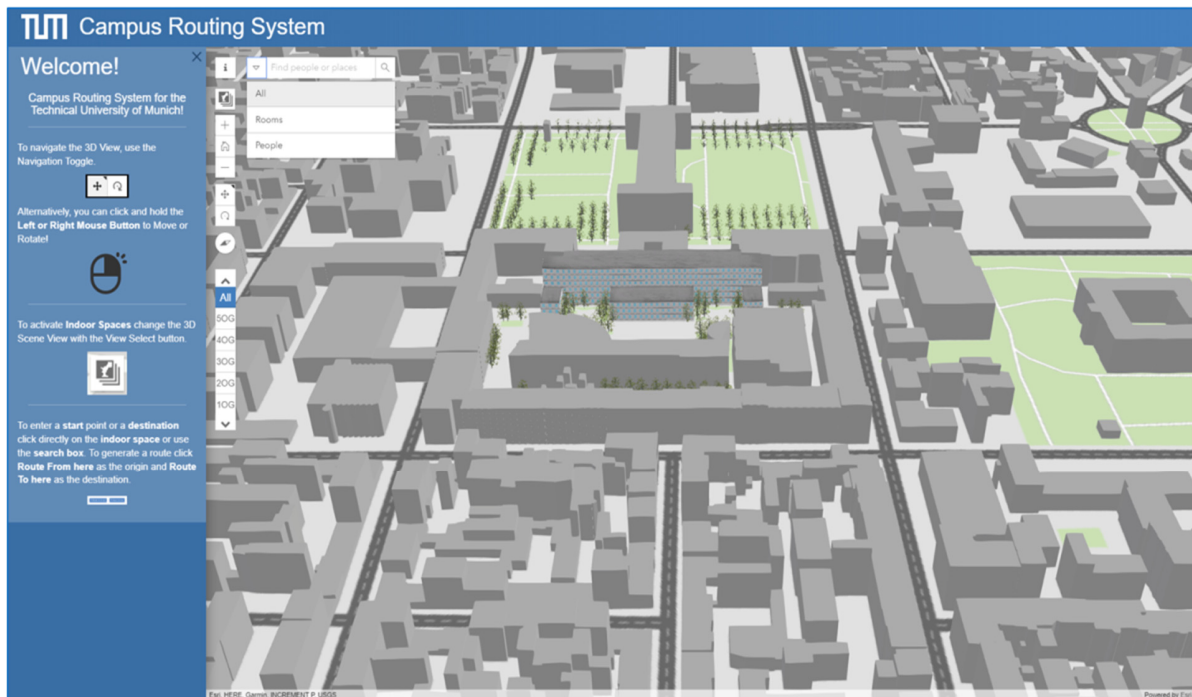 TUM Campus Routing System
Welcome!
Campus Routing System for the
Technical University of Munich!
To navigate the 3D View, use the
Navigation Toggle.
Alternatively, you can click and hold the
Left or Right Mouse Button to Move or
Rotate!
To activate Indoor Spaces change the 3D
Scene View with the View Select button.
To enter a start point or a destination
click directly on the indoor space or use
the search box. To generate a route click
Route From here as the origin and Route
To here as the destination.
i
Find people or places
All
Rooms
People
All
5OG
4OG
3OG
2OG
1OG
Esri, HERE, Garmin, INCREMENT P, USGS
Powered by Esri